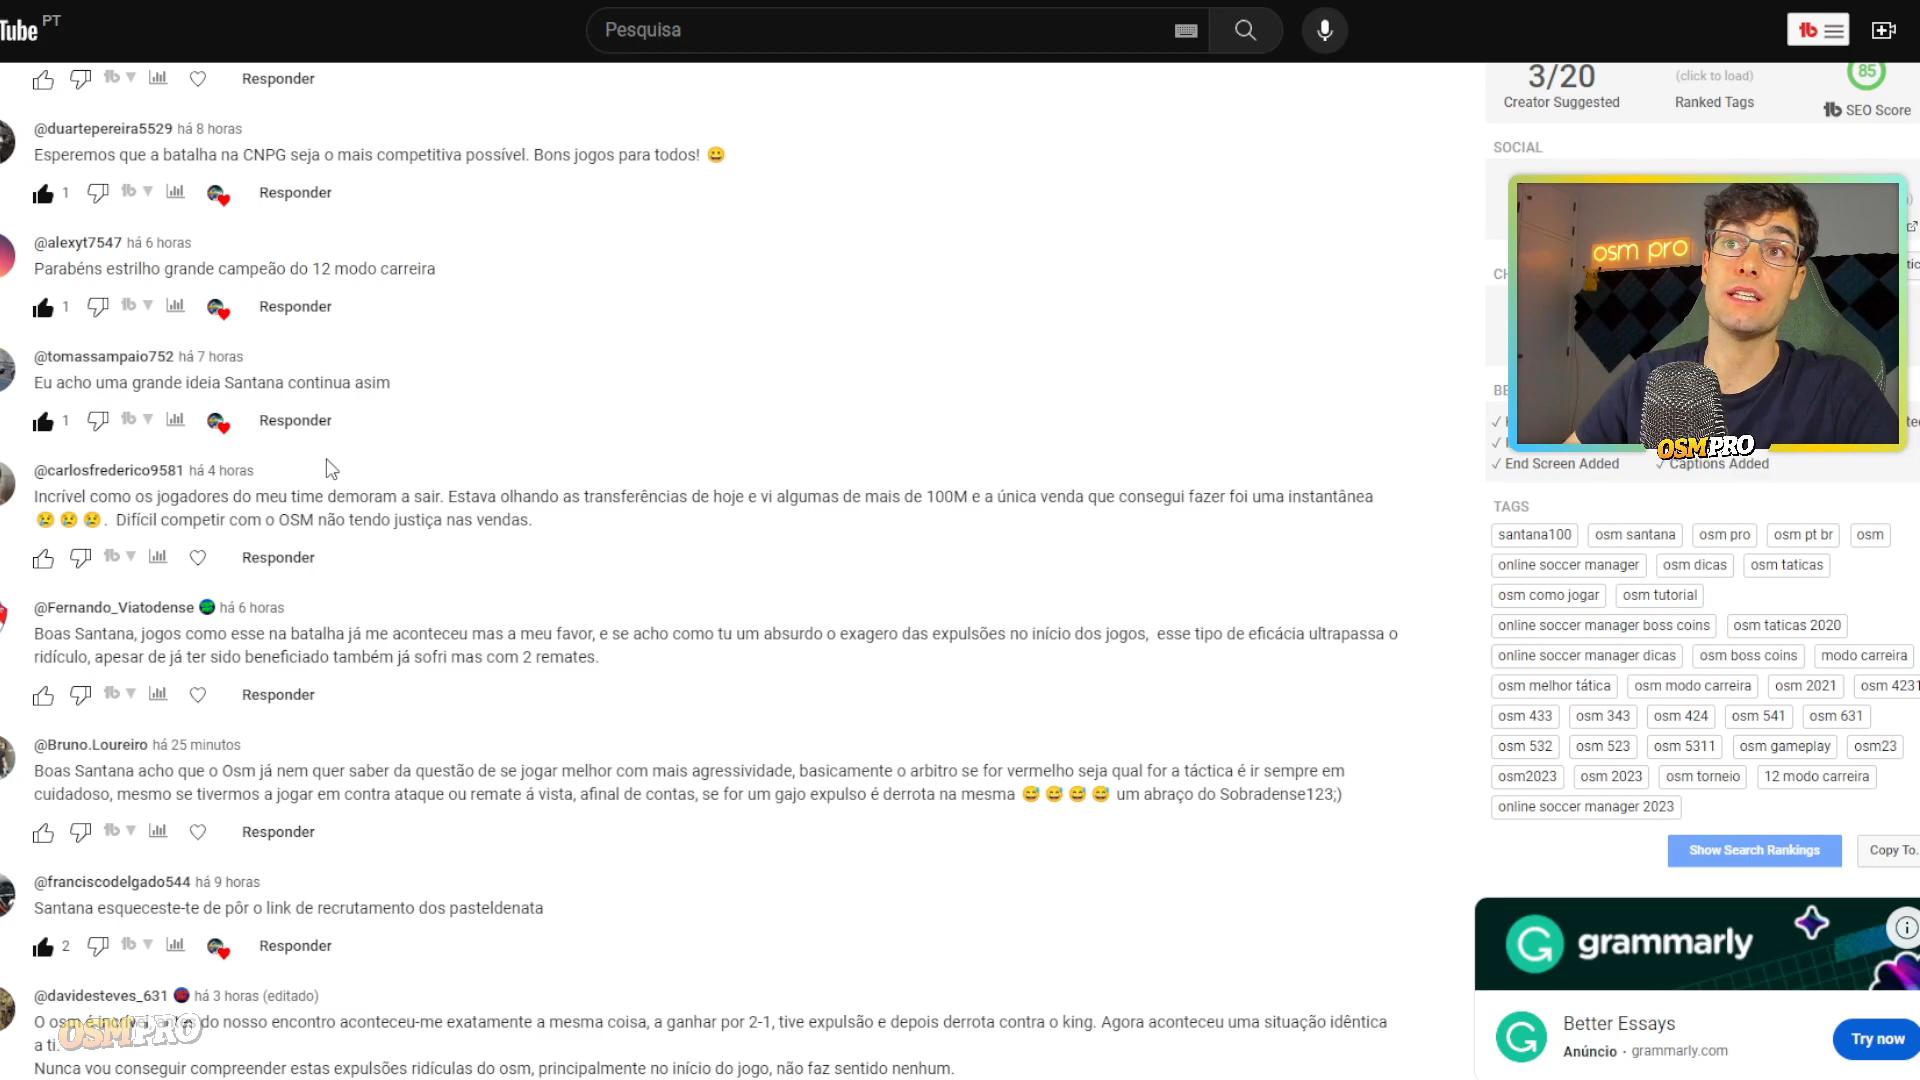 Tube PT
Pesquisa
Responder
@duartepereira5529 há 8 horas
Esperemos que a batalha na CNPG seja o mais competitiva possível. Bons jogos para todos! 😀
1 Responder
@alexyt7547 há 6 horas
Parabéns estrilho grande campeão do 12 modo carreira
1 Responder
@tomassampaio752 há 7 horas
Eu acho uma grande ideia Santana continua asim
1 Responder
@carlosfrederico9581 há 4 horas
Incrível como os jogadores do meu time demoram a sair. Estava olhando as transferências de hoje e vi algumas de mais de 100M e a única venda que consegui fazer foi uma instantânea
😢 😢 😢 . Difícil competir com o OSM não tendo justiça nas vendas.
Responder
@Fernando_Viatodense há 6 horas
Boas Santana, jogos como esse na batalha já me aconteceu mas a meu favor, e se acho como tu um absurdo o exagero das expulsões no início dos jogos, esse tipo de eficácia ultrapassa o
ridículo, apesar de já ter sido beneficiado também já sofri mas com 2 remates.
Responder
@Bruno.Loureiro há 25 minutos
Boas Santana acho que o Osm já nem quer saber da questão de se jogar melhor com mais agressividade, basicamente o arbitro se for vermelho seja qual for a táctica é ir sempre em
cuidadoso, mesmo se tivermos a jogar em contra ataque ou remate á vista, afinal de contas, se for um gajo expulso é derrota na mesma 😅 😅 😅 😅 um abraço do Sobradense123;)
Responder
@franciscodelgado544 há 9 horas
Santana esqueceste-te de pôr o link de recrutamento dos pasteldenata
2 Responder
@davidesteves_631 há 3 horas (editado)
O osm é do nosso encontro aconteceu-me exatamente a mesma coisa, a ganhar por 2-1, tive expulsão e depois derrota contra o king. Agora aconteceu uma situação idêntica
a ti.
Nunca vou conseguir compreender estas expulsões ridículas do osm, principalmente no início do jogo, não faz sentido nenhum.
OSMPRO
3/20 (click to load) 85
Creator Suggested Ranked Tags SEO Score
SOCIAL
osm pro
OSMPRO
End Screen Added Captions Added
TAGS
santana100 osm santana osm pro osm pt br osm
online soccer manager osm dicas osm taticas
osm como jogar osm tutorial
online soccer manager boss coins osm taticas 2020
online soccer manager dicas osm boss coins modo carreira
osm melhor tática osm modo carreira osm 2021 osm 4231
osm 433 osm 343 osm 424 osm 541 osm 631
osm 532 osm 523 osm 5311 osm gameplay osm23
osm2023 osm 2023 osm torneio 12 modo carreira
online soccer manager 2023
Show Search Rankings Copy To.
grammarly
Better Essays
Anúncio · grammarly.com
Try now